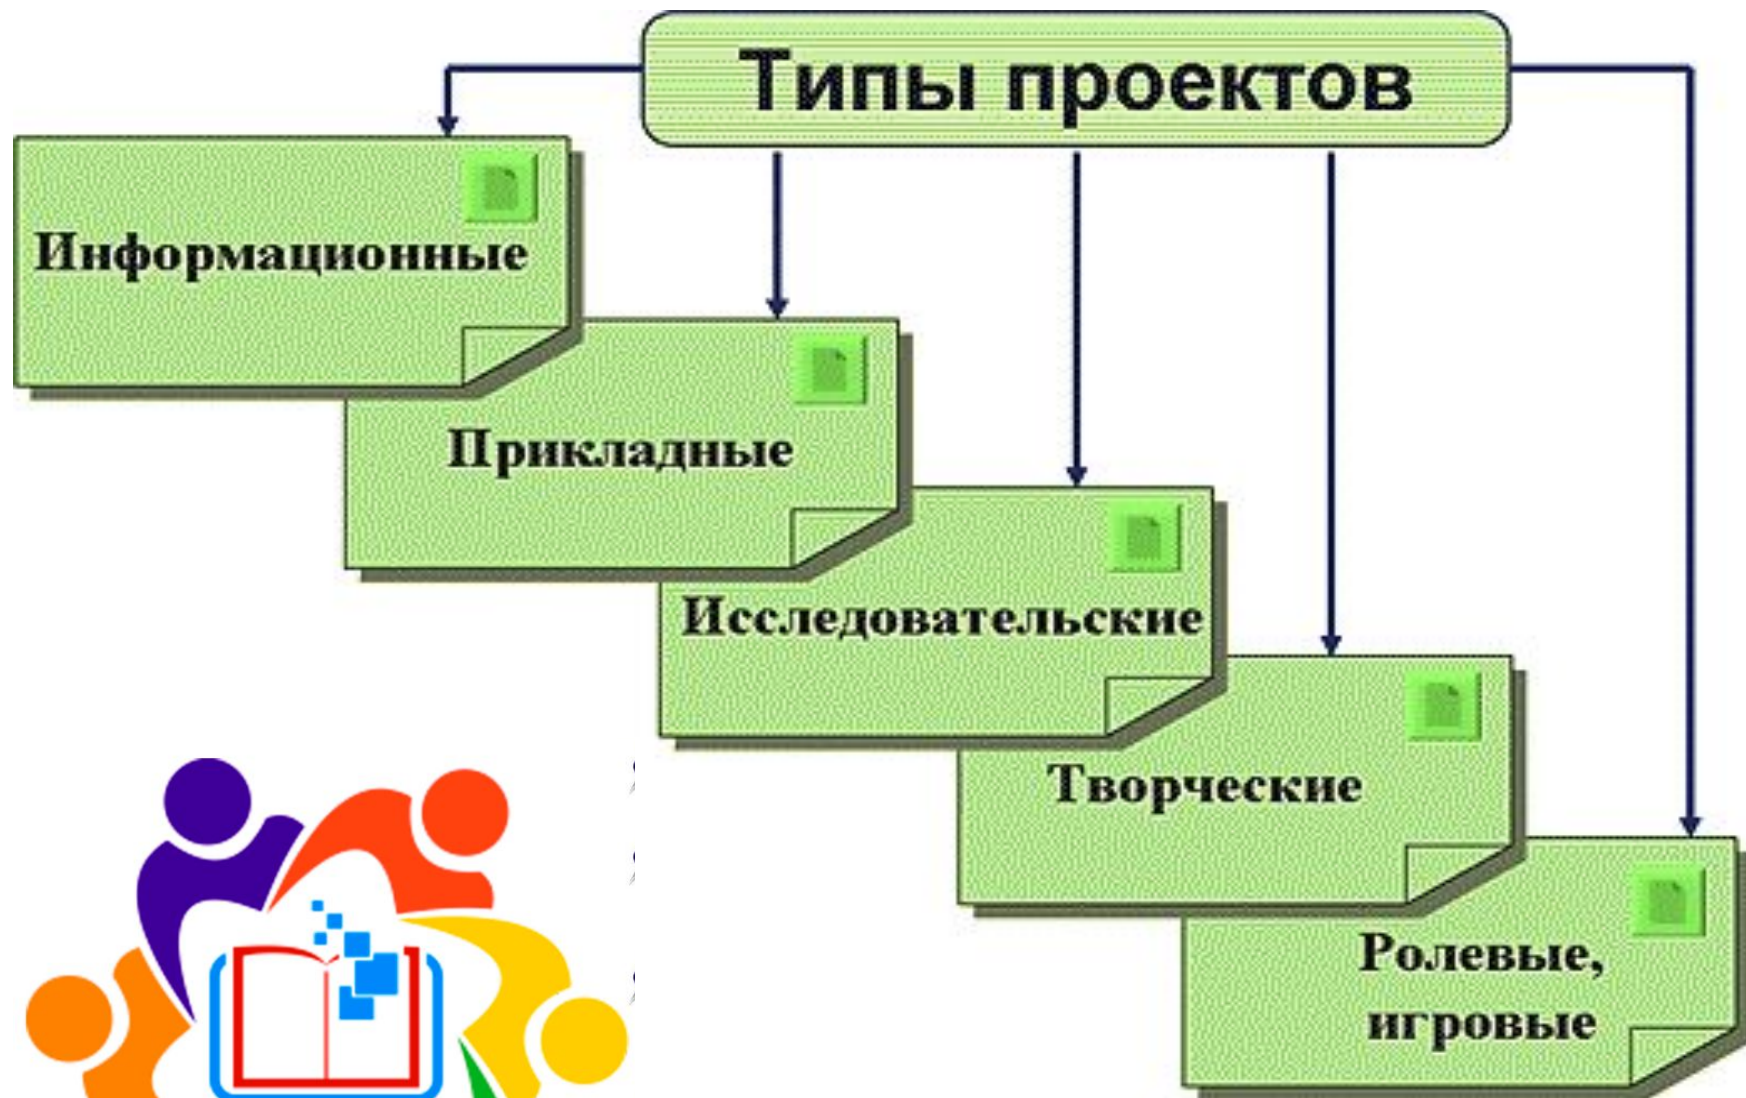 Типы проектов
Информационные
Прикладные
Исследовательские
Творческие
Ролевые,
игровые